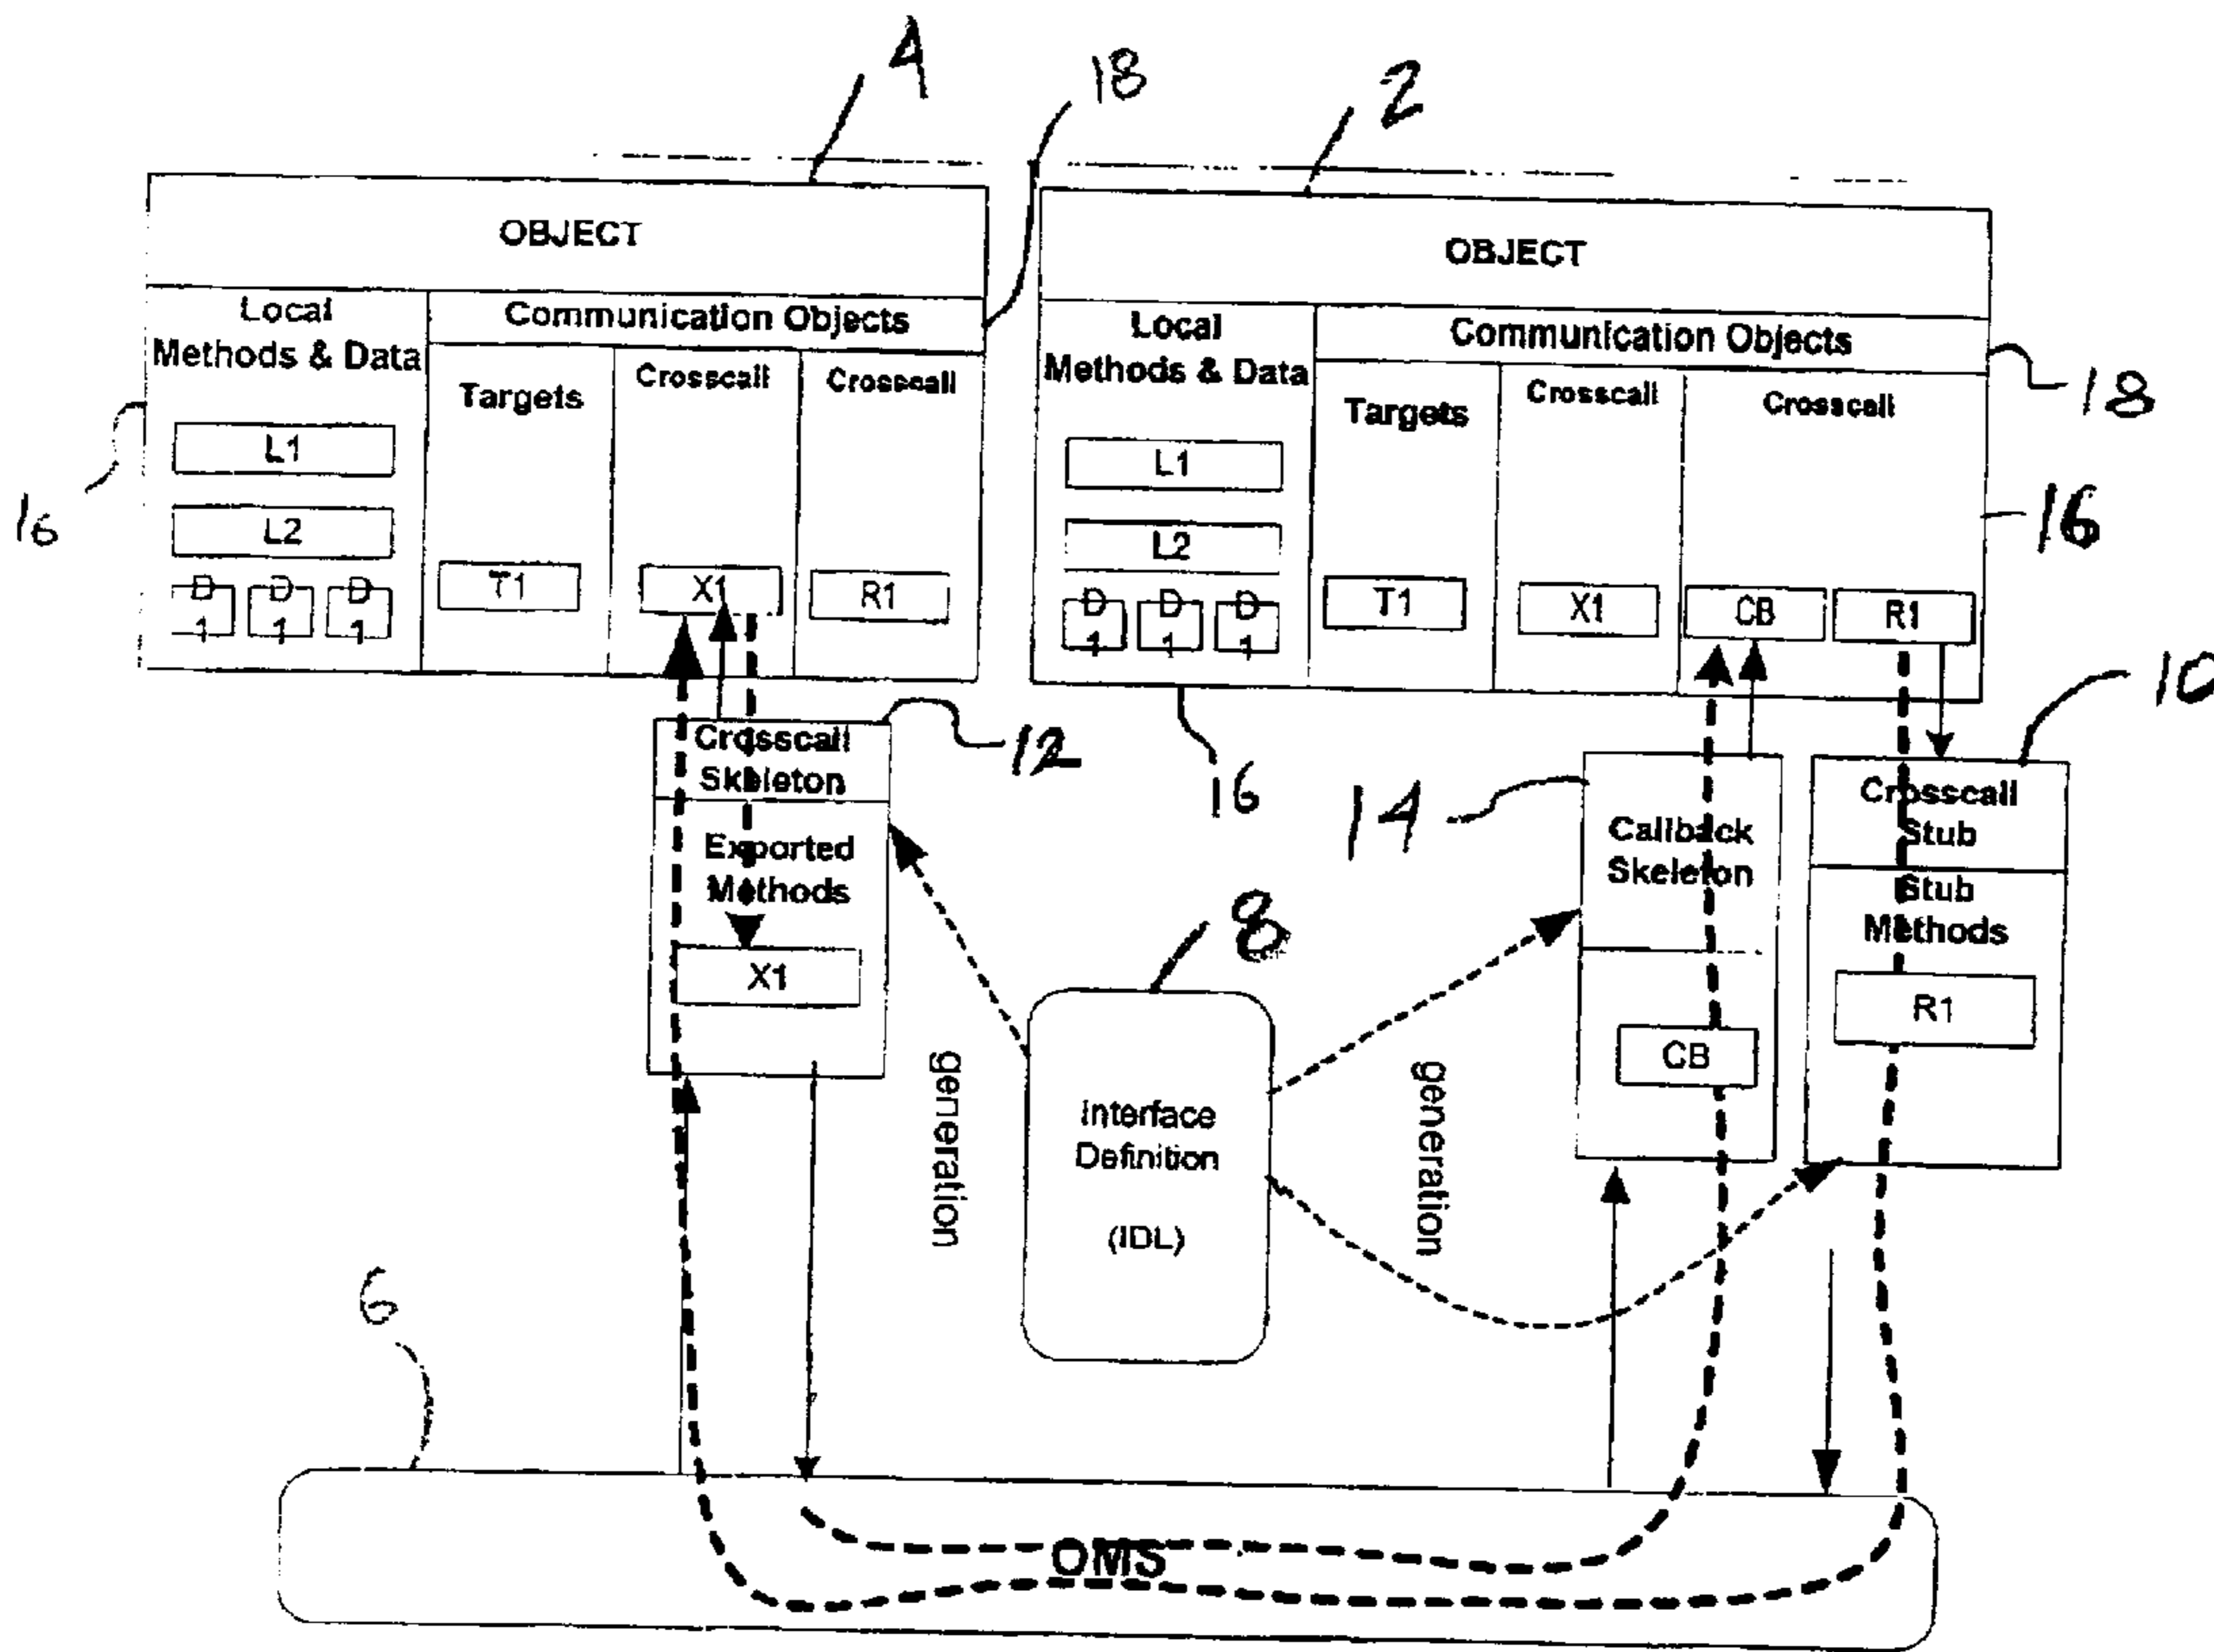 4
18
2
OBJECT
OBJECT
Local
Methods & Data
Communication Objects
Targets
Crosscall
Crosscall
L1
L2
D
1
D
1
D
1
T1
X1
R1
16
Local
Methods & Data
Communication Objects
Targets
Crosscall
Crosscall
L1
L2
D
1
D
1
D
1
T1
X1
CB
R1
18
16
16
10
12
14
Crosscall
Skeleton
Exported
Methods
X1
Callback
Skeleton
CB
Crosscall
Stub
Stub
Methods
R1
8
Interface
Definition
(IDL)
generation
generation
6
OMS